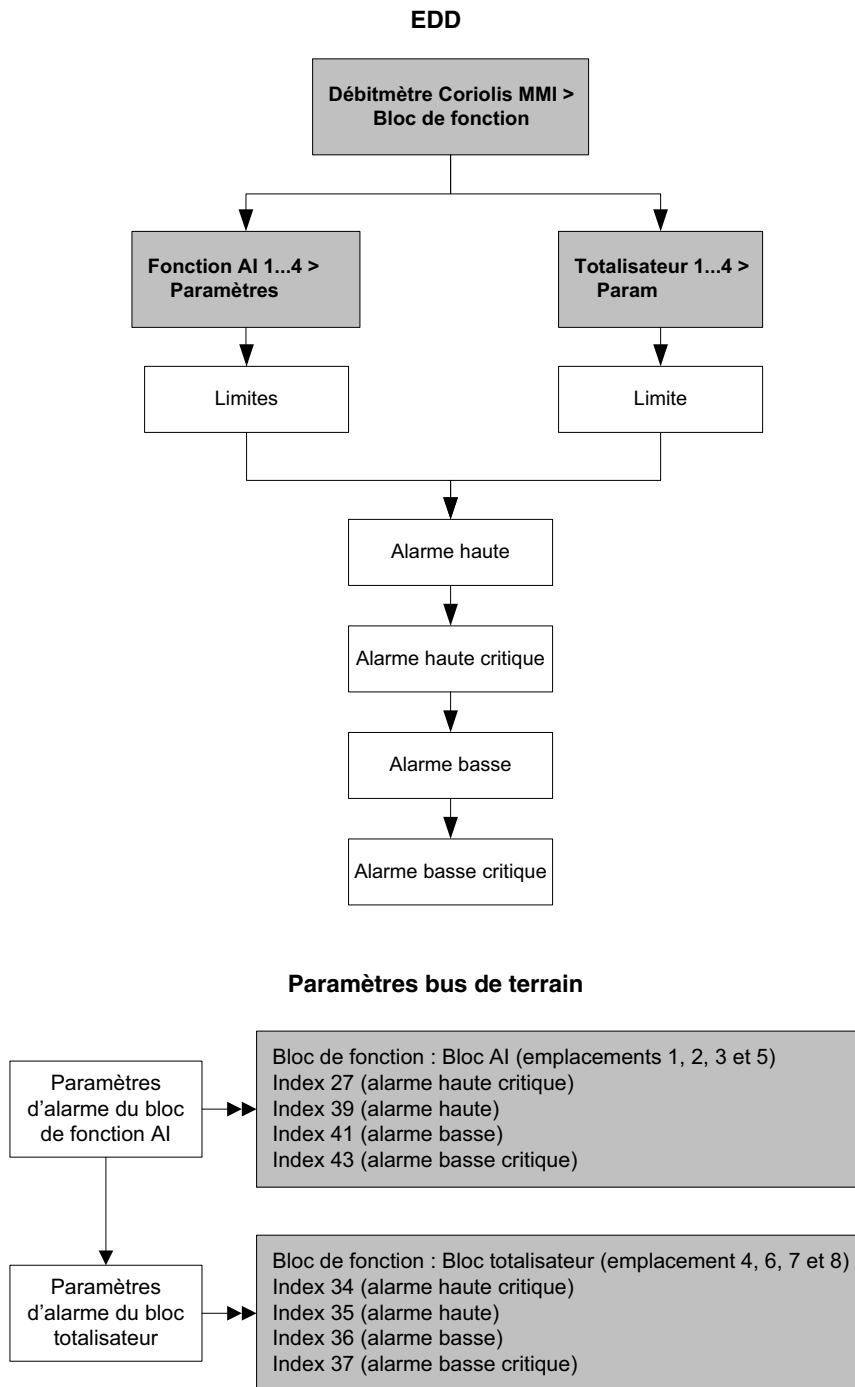 EDD
Débitmètre Coriolis MMI >
Bloc de fonction
Fonction AI 1...4 >
Paramètres
Totalisateur 1...4 >
Param
Limites
Limite
Alarme haute
Alarme haute critique
Alarme basse
Alarme basse critique
Paramètres bus de terrain
Paramètres
d'alarme du bloc
de fonction AI
Bloc de fonction : Bloc AI (emplacements 1, 2, 3 et 5)
Index 27 (alarme haute critique)
Index 39 (alarme haute)
Index 41 (alarme basse)
Index 43 (alarme basse critique)
Paramètres
d'alarme du bloc
totalisateur
Bloc de fonction : Bloc totalisateur (emplacement 4, 6, 7 et 8)
Index 34 (alarme haute critique)
Index 35 (alarme haute)
Index 36 (alarme basse)
Index 37 (alarme basse critique)